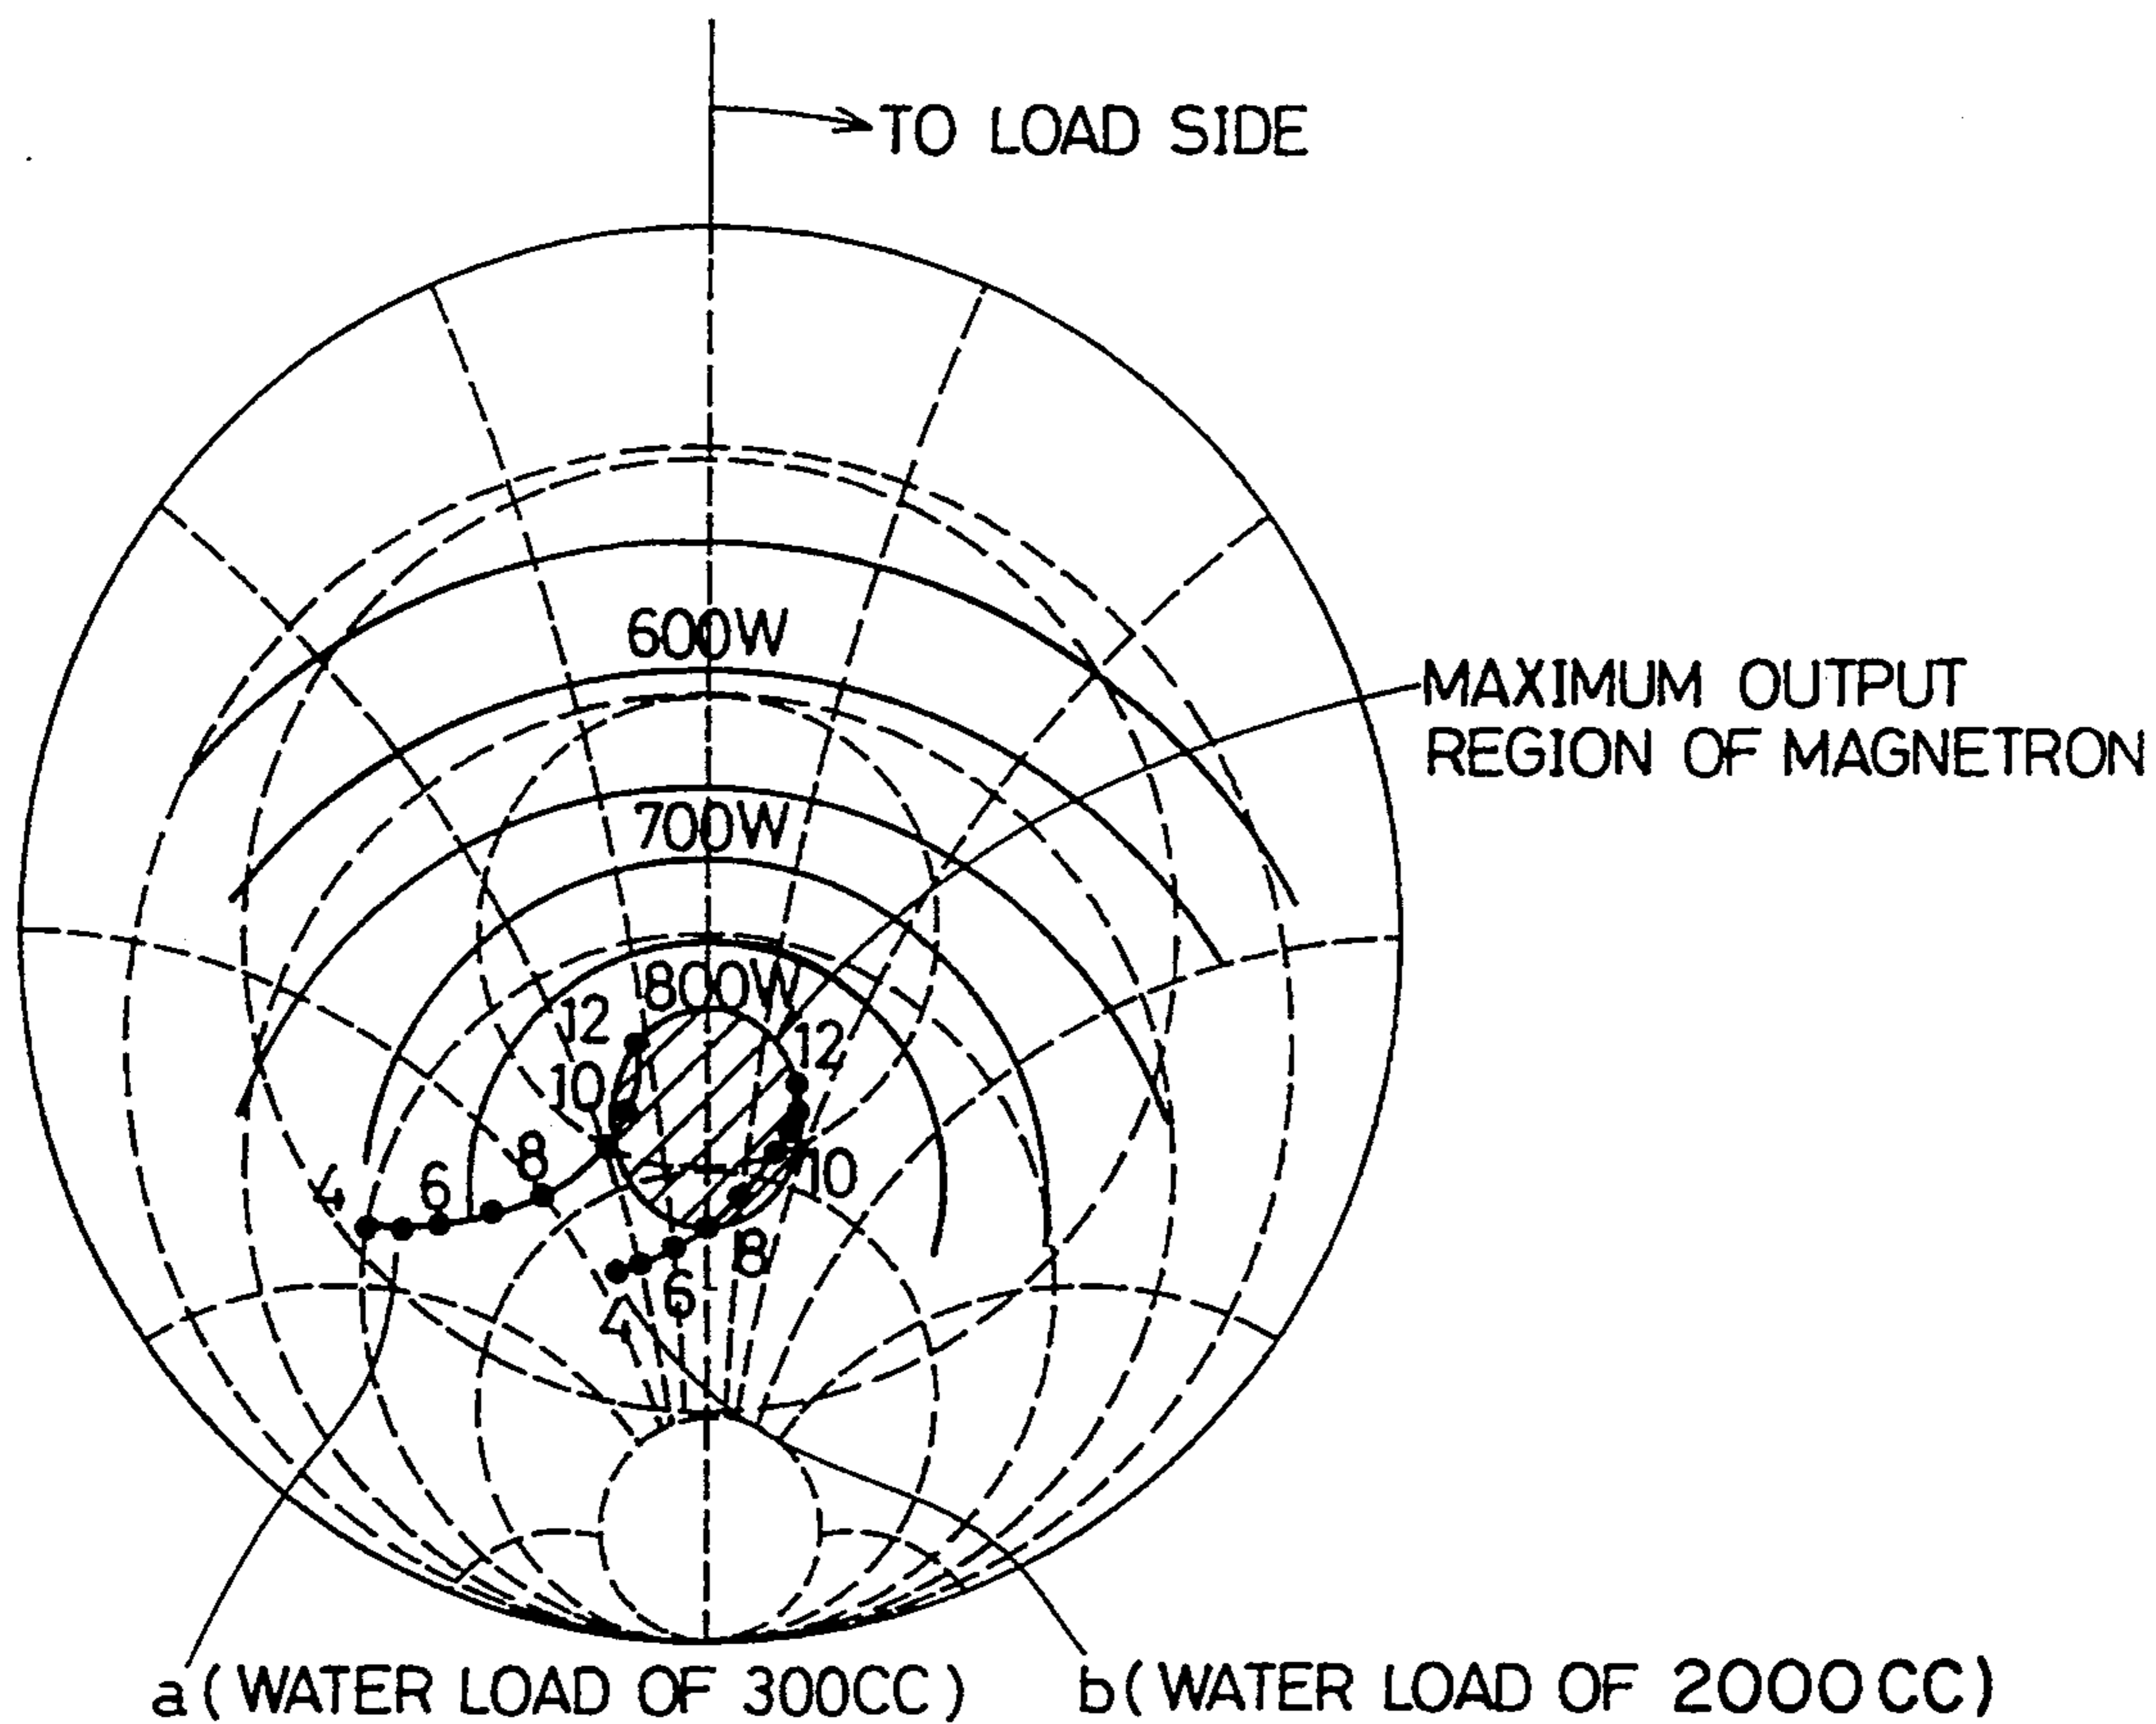 TO LOAD SIDE
600W
MAXIMUM OUTPUT
REGION OF MAGNETRON
700W
800W
12
12
10
8
10
6
4
8
6
4
a (WATER LOAD OF 300CC)
b (WATER LOAD OF 2000CC)